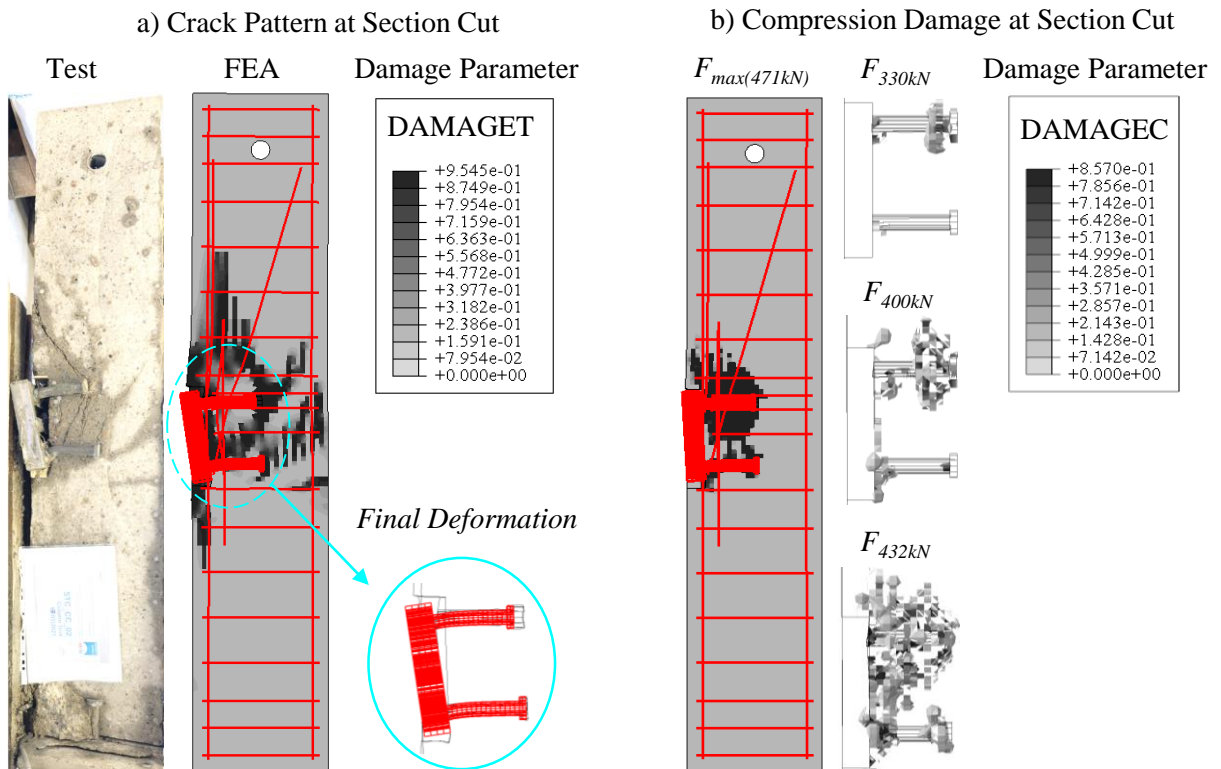 a) Crack Pattern at Section Cut
b) Compression Damage at Section Cut
Test
FEA
Damage Parameter
DAMAGET
+9.545e-01
+8.749e-01
+7.954e-01
+7.159e-01
+6.363e-01
+5.568e-01
+4.772e-01
+3.977e-01
+3.182e-01
+2.386e-01
+1.591e-01
+7.954e-02
+0.000e+00
Final Deformation
Fmax(471kN)
F330kN
F400kN
F432kN
Damage Parameter
DAMAGEC
+8.570e-01
+7.856e-01
+7.142e-01
+6.428e-01
+5.713e-01
+4.999e-01
+4.285e-01
+3.571e-01
+2.857e-01
+2.143e-01
+1.428e-01
+7.142e-02
+0.000e+00